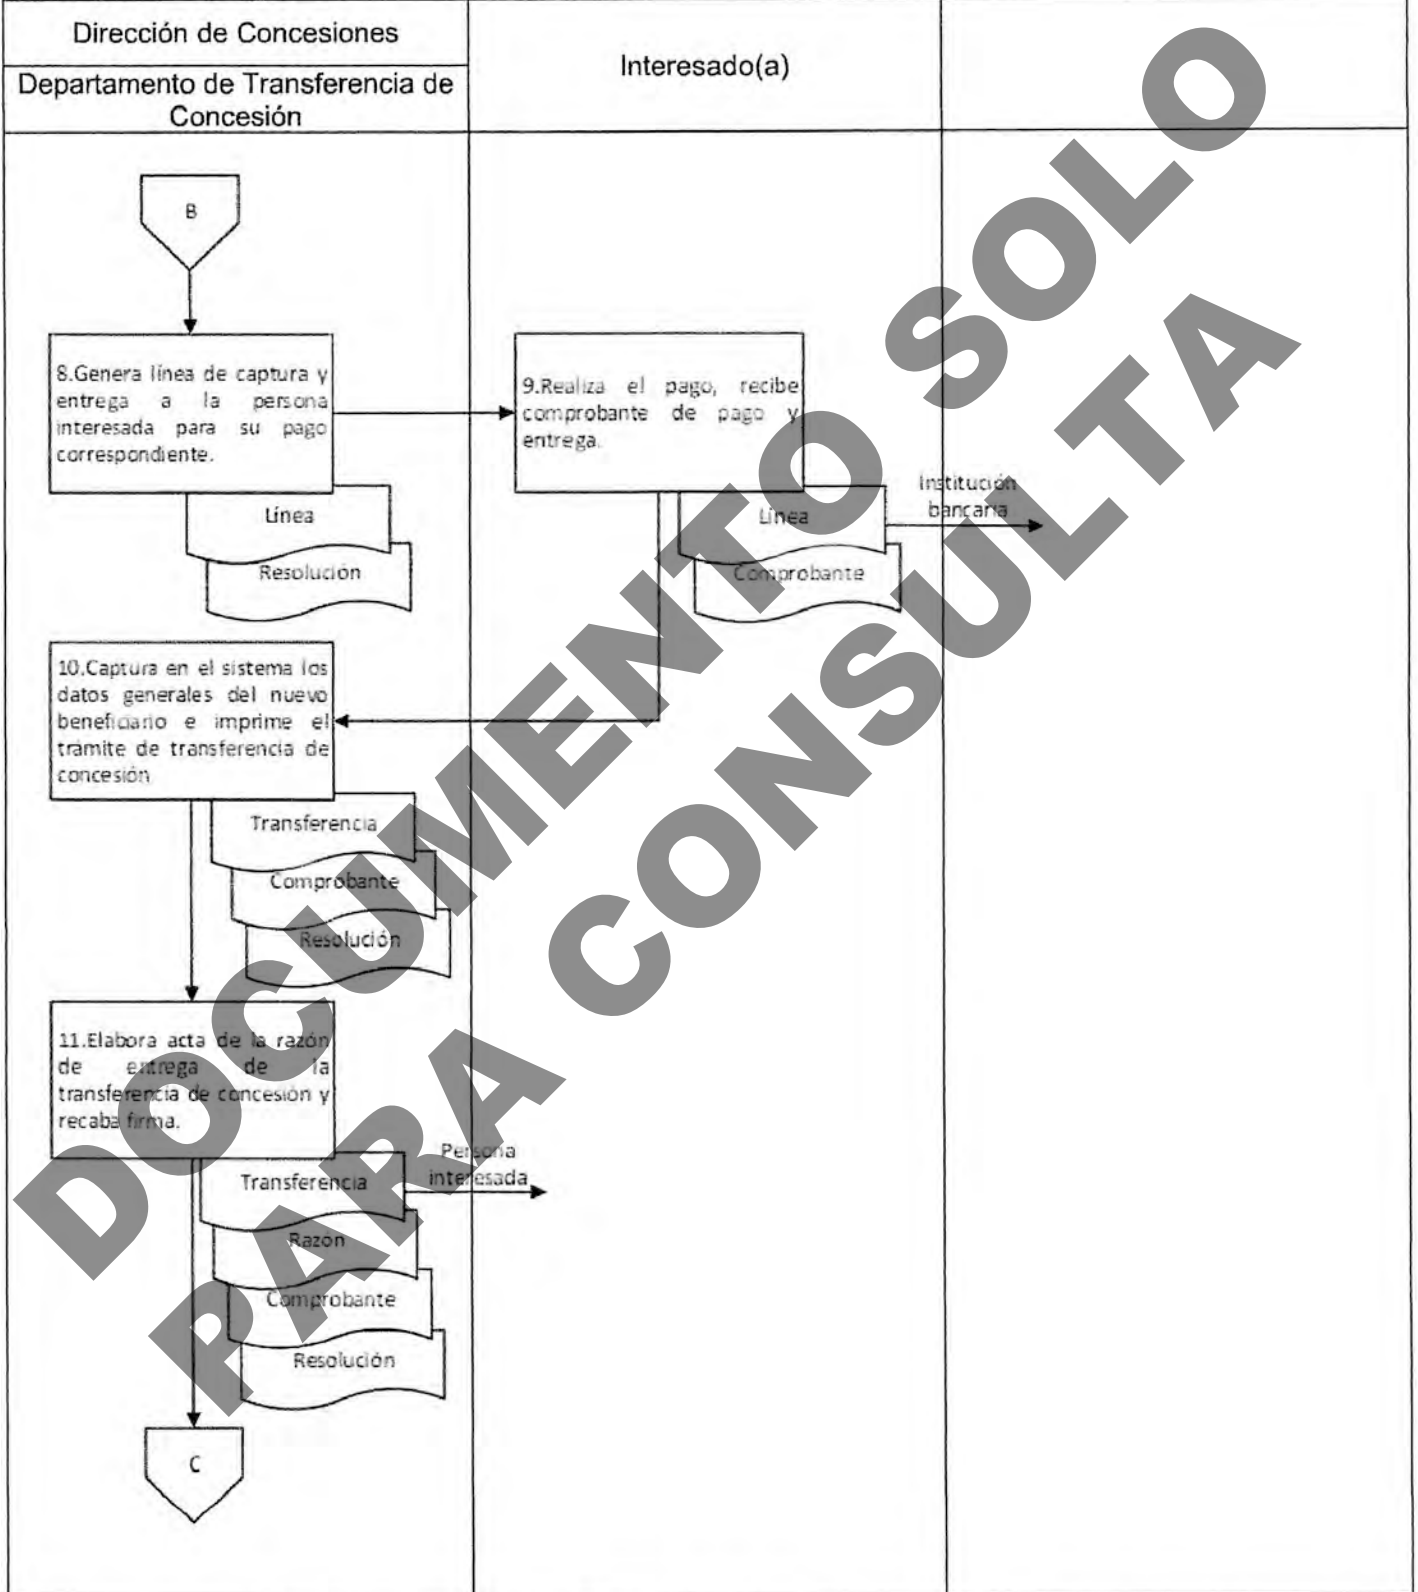 Dirección de Concesiones
Departamento de Transferencia de
Concesión
Interesado(a)
B
8.Genera línea de captura y
entrega a la persona
interesada para su pago
correspondiente.
Línea
Resolución
9.Realiza el pago, recibe
comprobante de pago y
entrega.
Línea
Comprobante
Institución
bancaria
10.Captura en el sistema los
datos generales del nuevo
beneficiario e imprime el
trámite de transferencia de
concesión
Transferencia
Comprobante
Resolución
11.Elabora acta de la razón
de entrega de la
transferencia de concesión y
recaba firma.
Transferencia
Razón
Comprobante
Resolución
Persona
interesada
C
DOCUMENTO SOLO
PARA CONSULTA